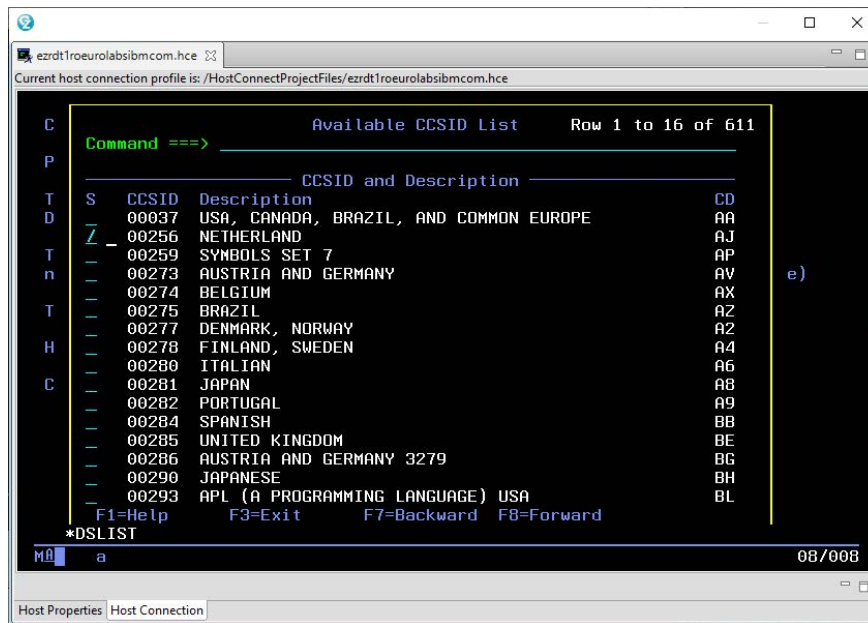 ezrdt1roeurolabsibmcom.hce
Current host connection profile is: /HostConnectProjectFiles/ezrdt1roeurolabsibmcom.hce
C Available CCSID List Row 1 to 16 of 611
Command ===>
P
CCSID and Description
T S CCSID Description CD
D _ 00037 USA, CANADA, BRAZIL, AND COMMON EUROPE AA
/ _ 00256 NETHERLAND AJ
T _ 00259 SYMBOLS SET 7 AP
n _ 00273 AUSTRIA AND GERMANY AV e)
_ 00274 BELGIUM AX
T _ 00275 BRAZIL AZ
_ 00277 DENMARK, NORWAY A2
H _ 00278 FINLAND, SWEDEN A4
_ 00280 ITALIAN A6
C _ 00281 JAPAN A8
_ 00282 PORTUGAL A9
_ 00284 SPANISH BB
_ 00285 UNITED KINGDOM BE
_ 00286 AUSTRIA AND GERMANY 3279 BG
_ 00290 JAPANESE BH
_ 00293 APL (A PROGRAMMING LANGUAGE) USA BL
F1=Help F3=Exit F7=Backward F8=Forward
*DSLIST
MA a 08/008
Host Properties Host Connection